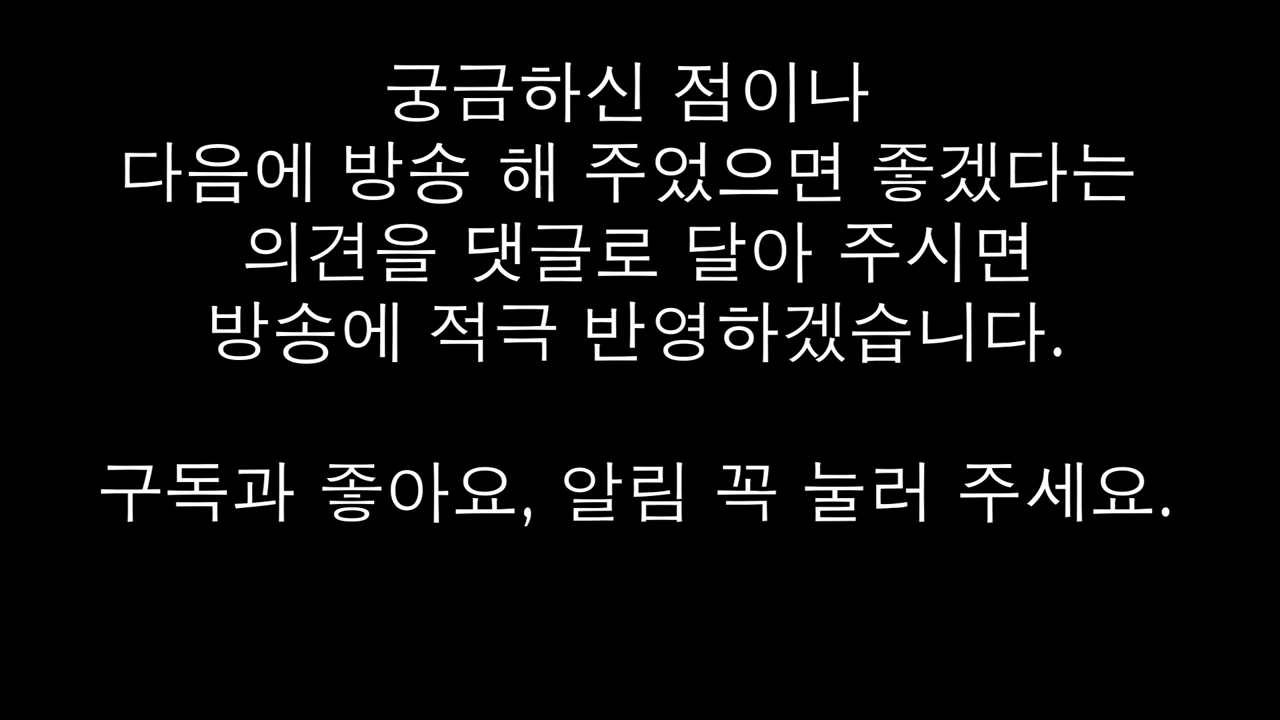 궁금하신 점이나
다음에 방송 해 주었으면 좋겠다는
의견을 댓글로 달아 주시면
방송에 적극 반영하겠습니다.
구독과 좋아요, 알림 꼭 눌러 주세요.